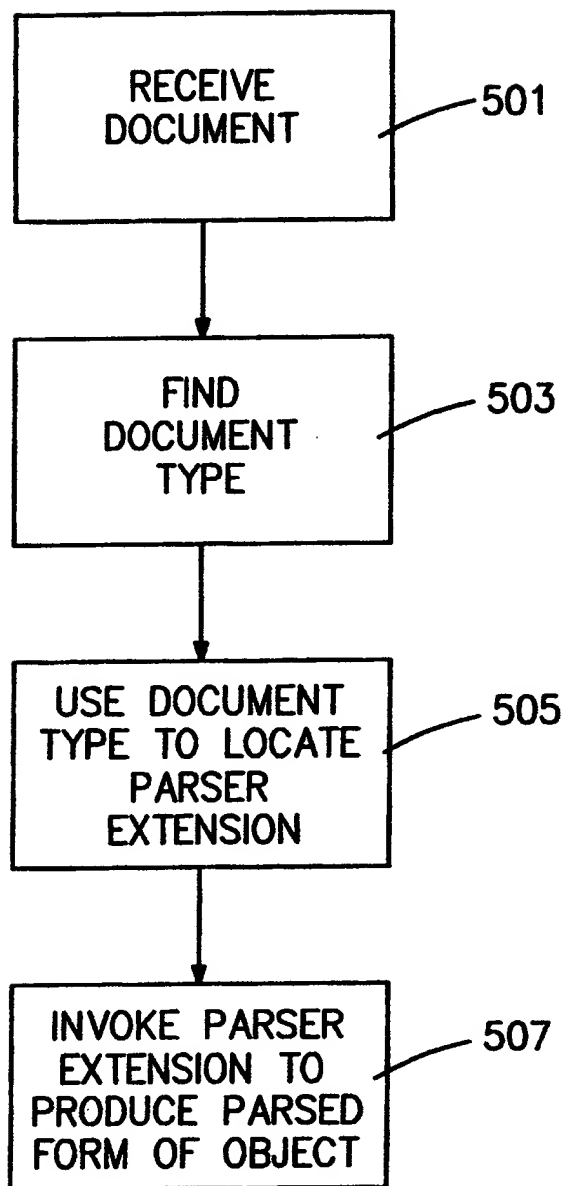 RECEIVE
DOCUMENT
501
FIND
DOCUMENT
TYPE
503
USE DOCUMENT
TYPE TO LOCATE
PARSER
EXTENSION
505
INVOKE PARSER
EXTENSION TO
PRODUCE PARSED
FORM OF OBJECT
507